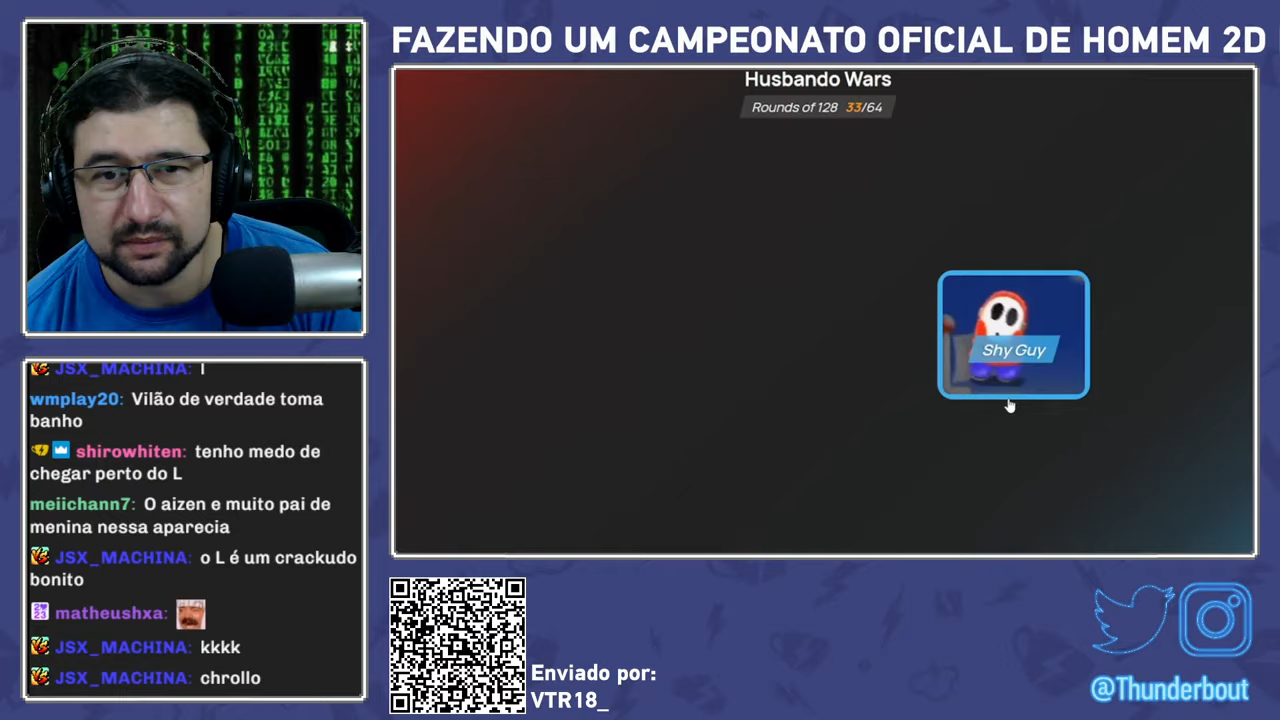 FAZENDO UM CAMPEONATO OFICIAL DE HOMEM 2D
Husbando Wars
Rounds of 128 33/64
Shy Guy
JSX_MACHINA: l
wmplay20: Vilão de verdade toma
banho
shirowhiten: tenho medo de
chegar perto do L
meiichann7: O aizen e muito pai de
menina nessa aparecia
JSX_MACHINA: o L é um crackudo
bonito
matheushxa:
JSX_MACHINA: kkkk
JSX_MACHINA: chrollo
Enviado por:
VTR18_
@Thunderbout